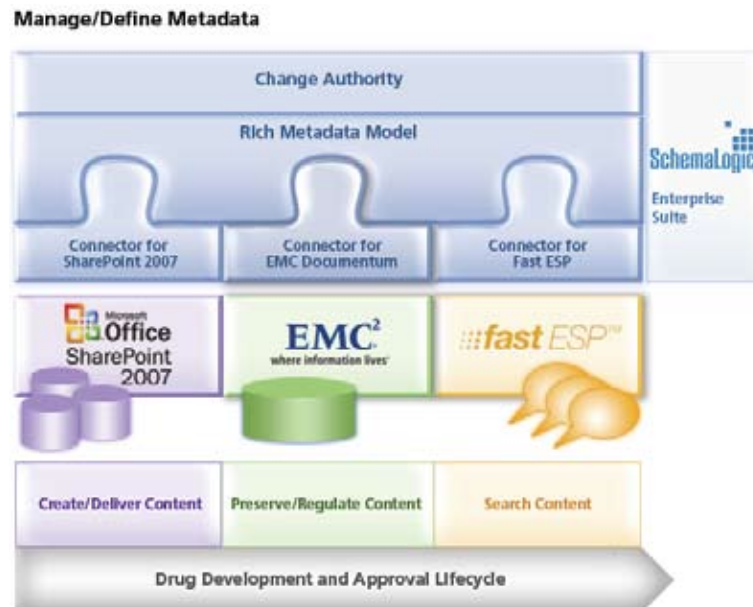 Manage/Define Metadata
Change Authority
Rich Metadata Model
SchemaLogic
Enterprise
Suite
Connector for
SharePoint 2007
Connector for
EMC Documentum
Connector for
Fast ESP
Microsoft
Office
SharePoint
2007
EMC²
where information lives®
fast ESP™
Create/Deliver Content
Preserve/Regulate Content
Search Content
Drug Development and Approval Lifecycle